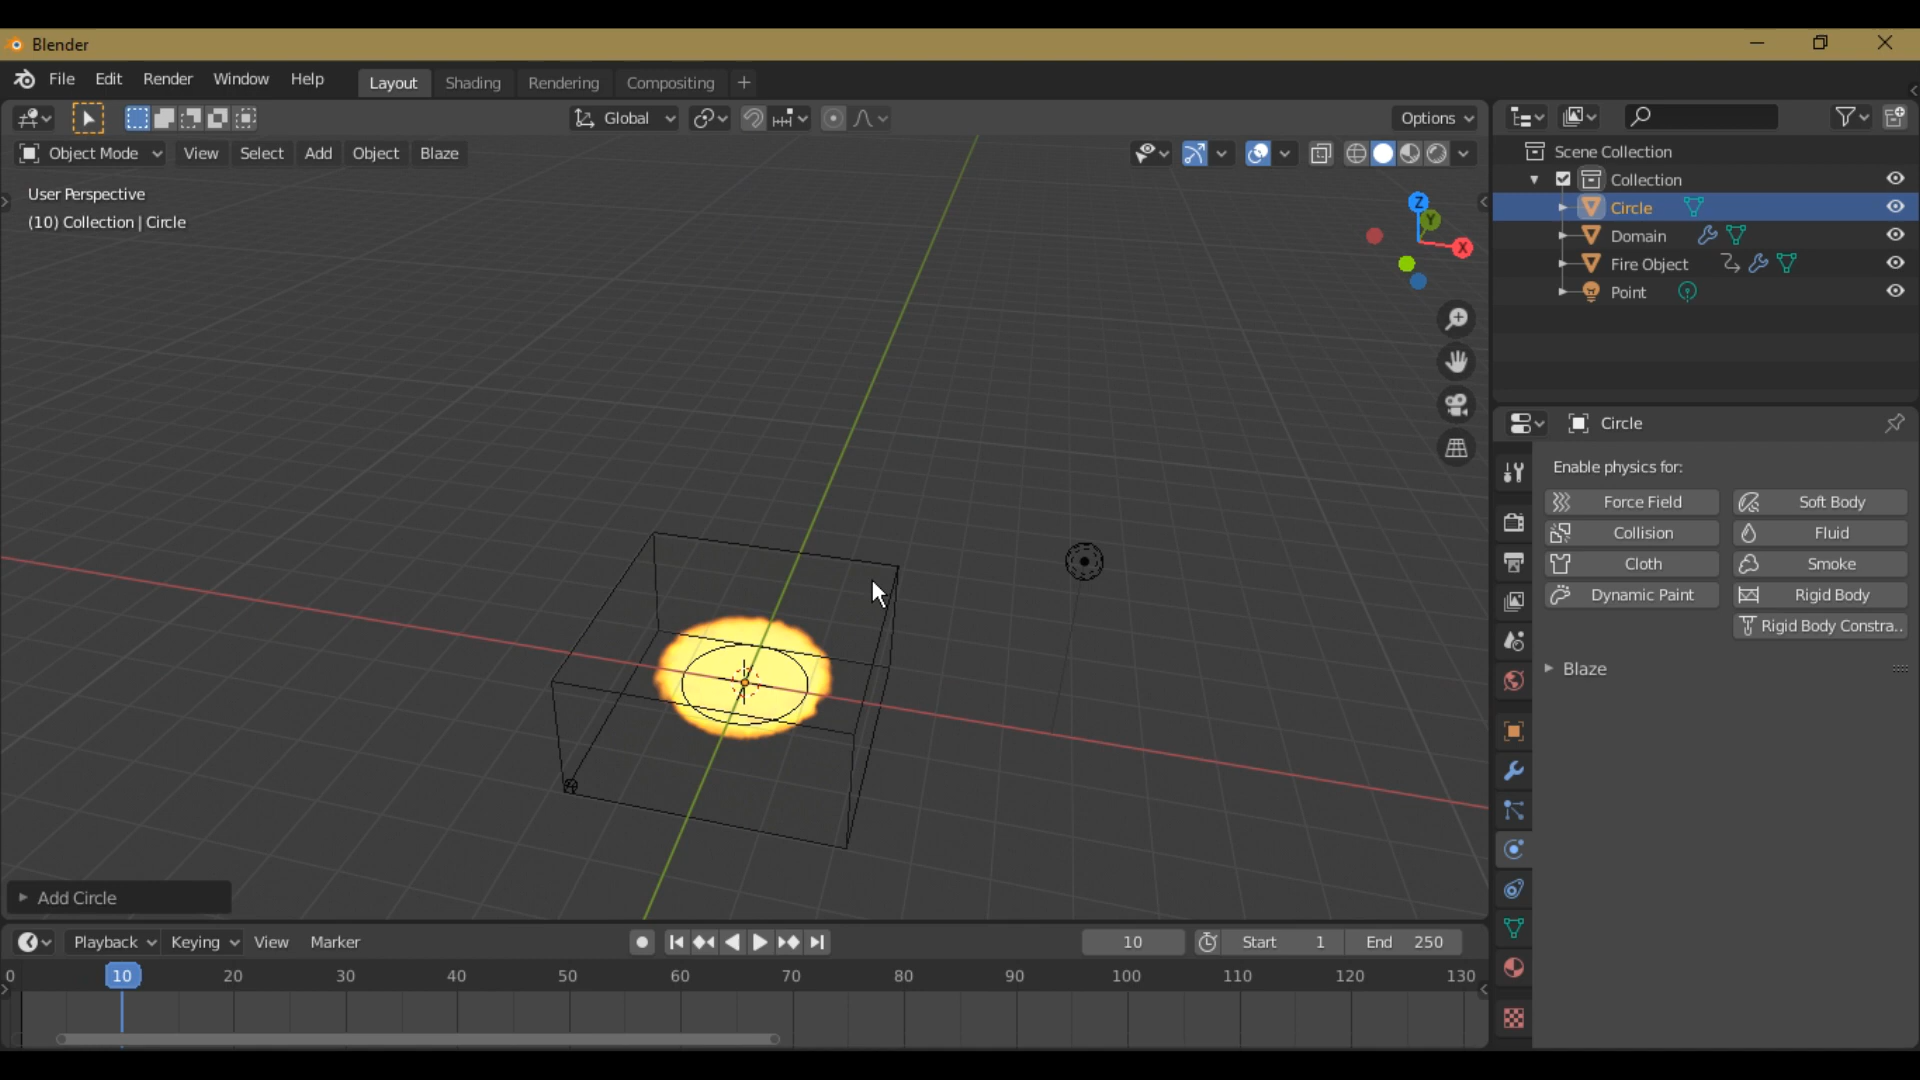 Blender
File Edit Render Window Help Layout Shading Rendering Compositing +
Global Options
Object Mode View Select Add Object Blaze
User Perspective
(10) Collection | Circle
Z
Y
X
Scene Collection
Collection
Circle
Domain
Fire Object
Point
Circle
Enable physics for:
Force Field Soft Body
Collision Fluid
Cloth Smoke
Dynamic Paint Rigid Body
Rigid Body Constra..
Blaze
Add Circle
Playback Keying View Marker 10 Start 1 End 250
0 10 20 30 40 50 60 70 80 90 100 110 120 130